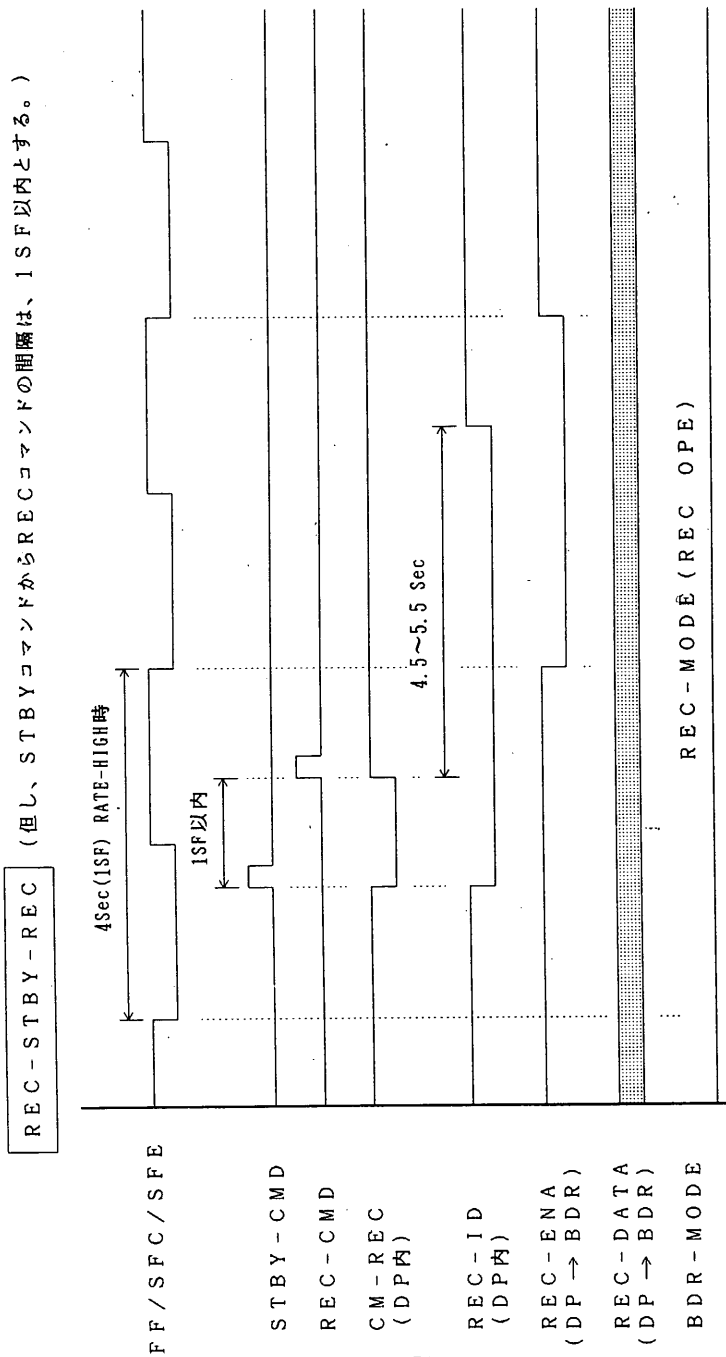 REC-STBY-REC (但し、STBYコマンドからRECコマンドの間隔は、1SF以内とする。)
FF/SFC/SFE
4Sec(1SF) RATE-HIGH時
STBY-CMD
1SF以内
REC-CMD
CM-REC
(DP内)
4.5～5.5 Sec
REC-ID
(DP内)
REC-ENA
(DP→BDR)
REC-DATA
(DP→BDR)
BDR-MODE
REC-MODE(REC OPE)